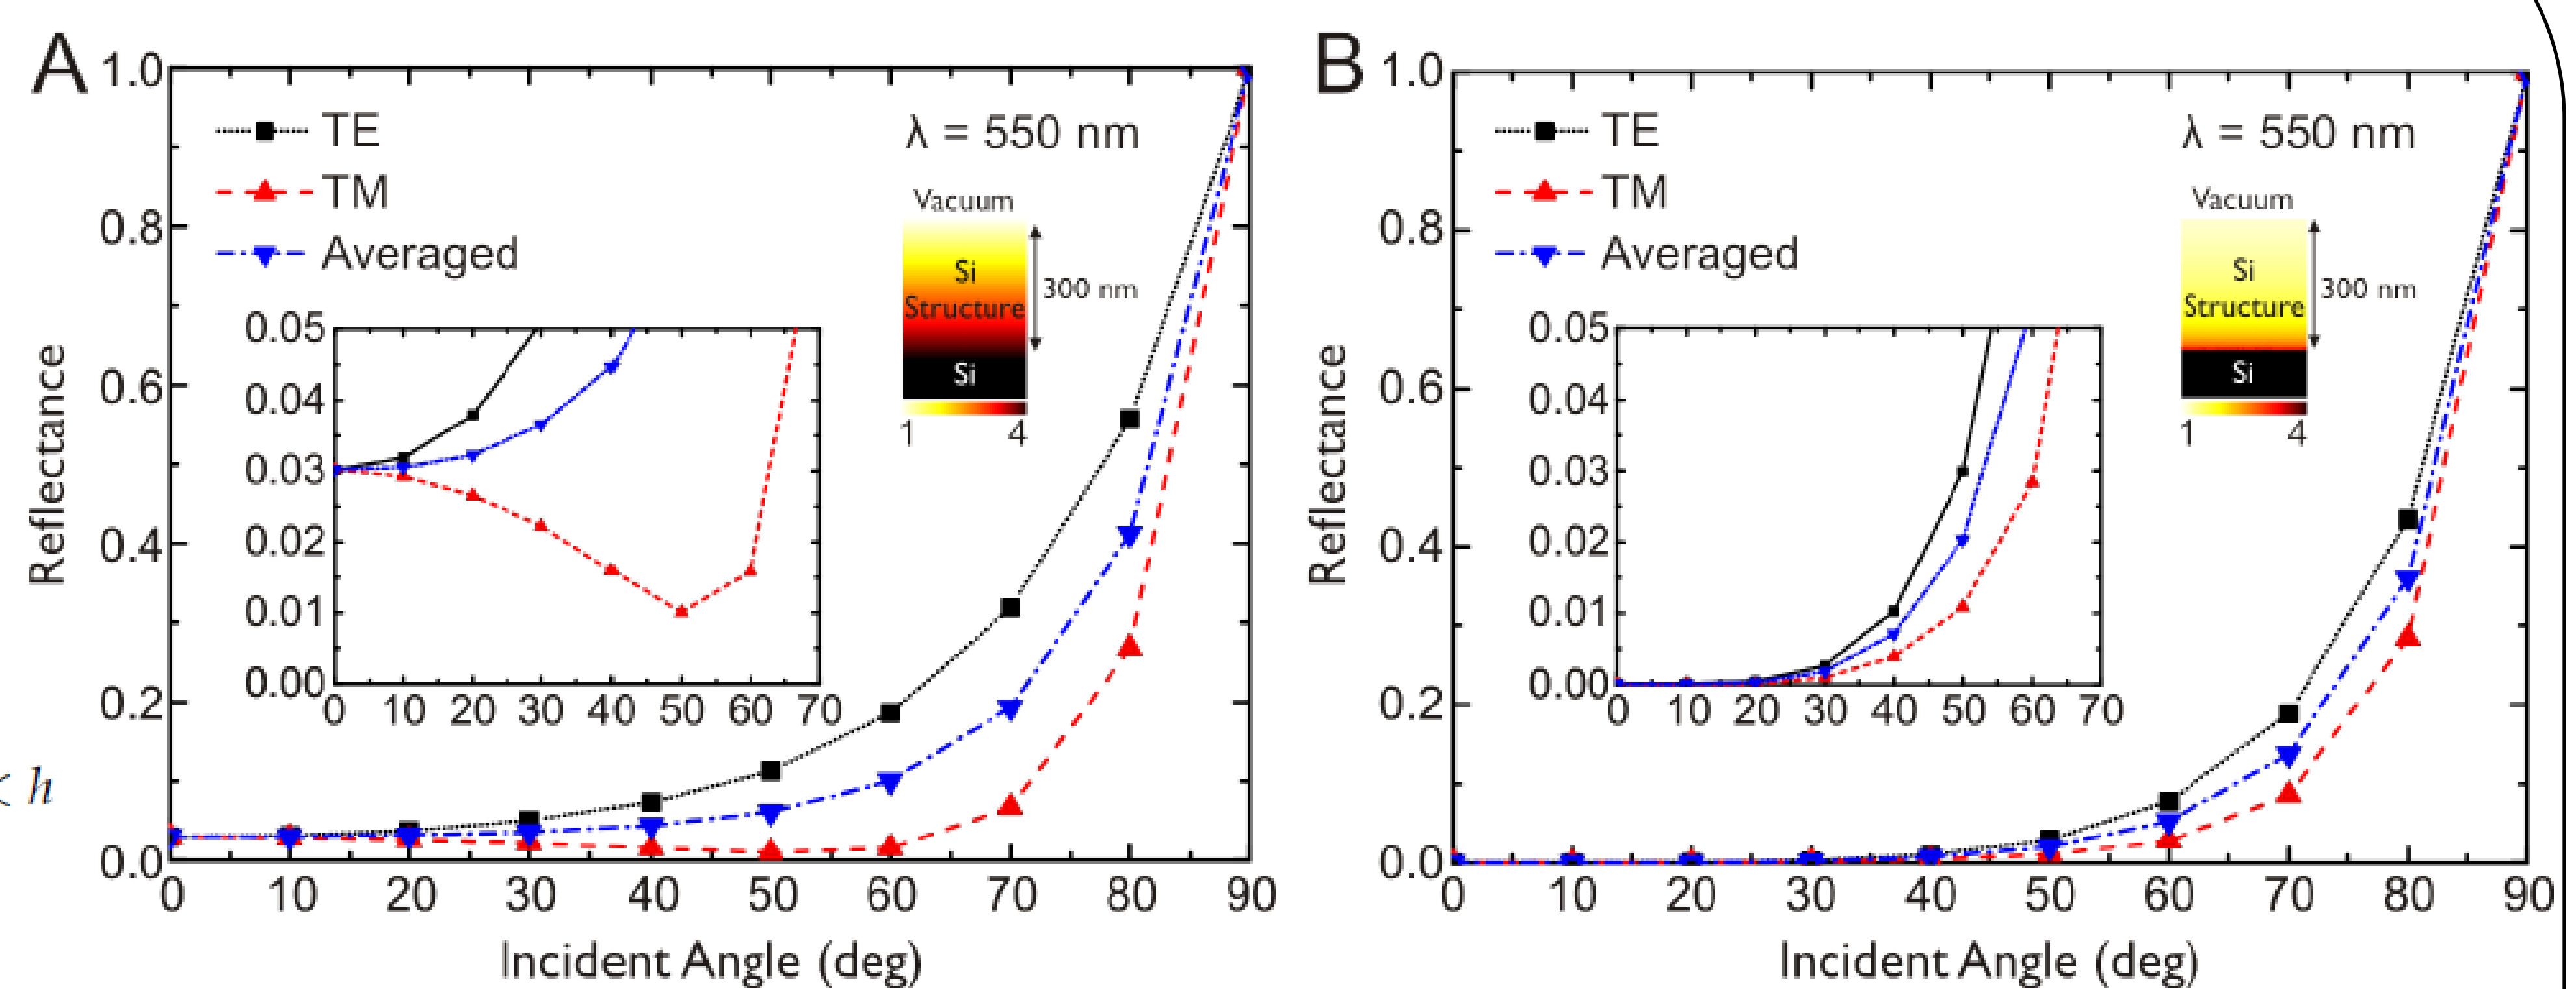 A
1.0
0.8
0.6
0.4
0.2
0.0
Reflectance
TE
TM
Averaged
λ = 550 nm
Vacuum
Si
Structure
300 nm
Si
1 4
0.05
0.04
0.03
0.02
0.01
0.00
0 10 20 30 40 50 60 70
0 10 20 30 40 50 60 70 80 90
Incident Angle (deg)
< h
B
1.0
0.8
0.6
0.4
0.2
0.0
Reflectance
TE
TM
Averaged
λ = 550 nm
Vacuum
Si
Structure
300 nm
Si
1 4
0.05
0.04
0.03
0.02
0.01
0.00
0 10 20 30 40 50 60 70
0 10 20 30 40 50 60 70 80 90
Incident Angle (deg)